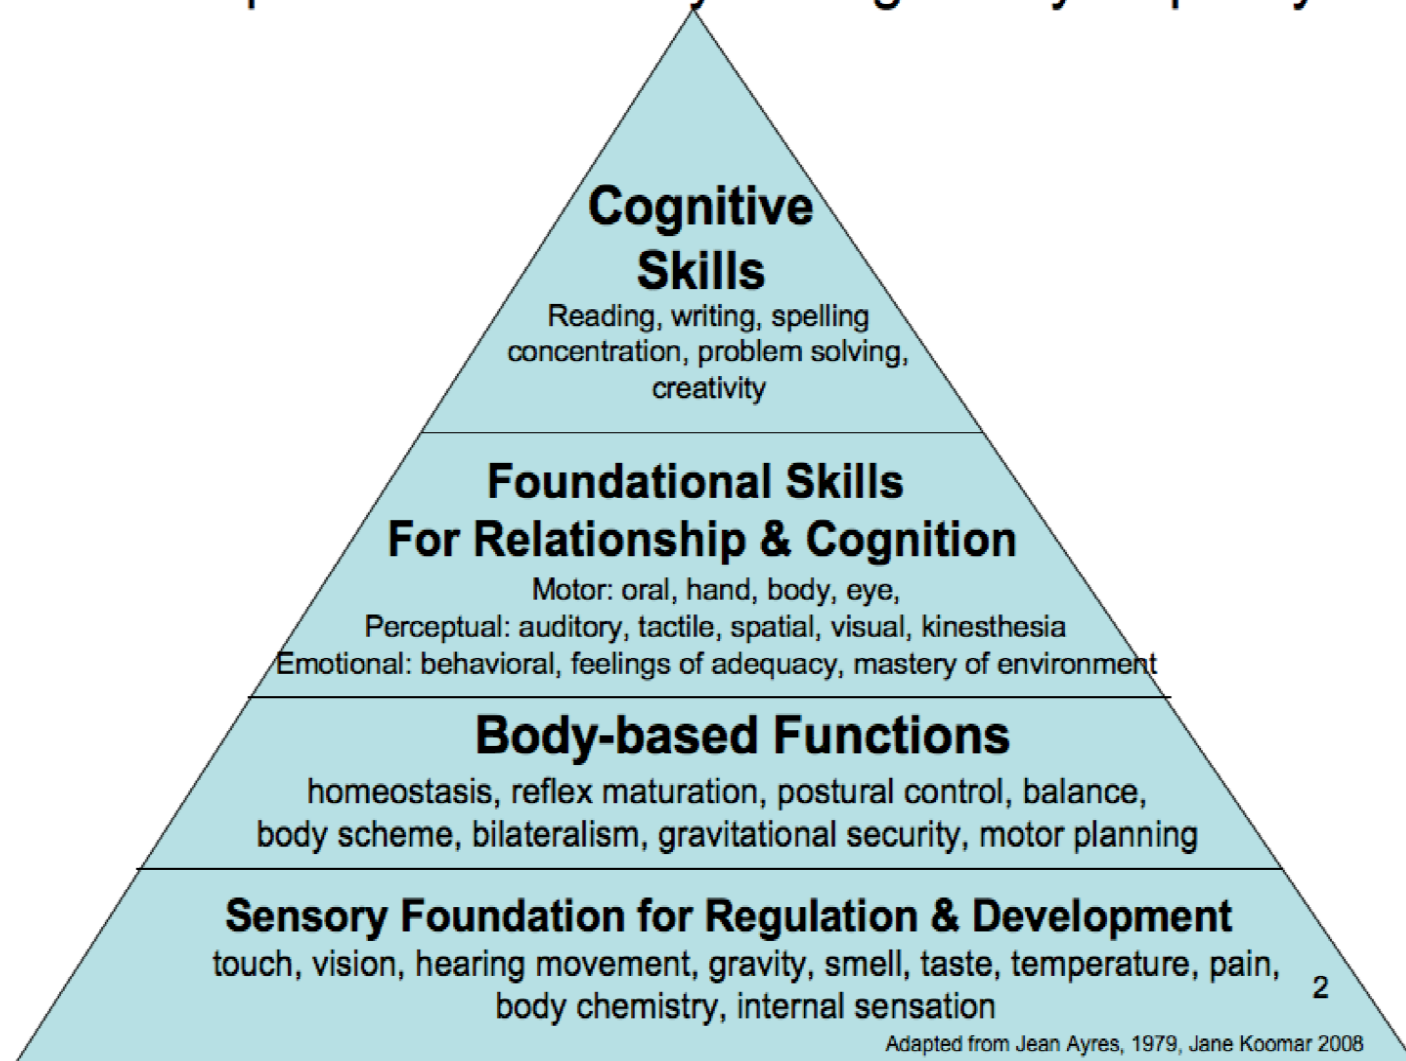 Cognitive
Skills
Reading, writing, spelling
concentration, problem solving,
creativity
Foundational Skills
For Relationship & Cognition
Motor: oral, hand, body, eye,
Perceptual: auditory, tactile, spatial, visual, kinesthesia
Emotional: behavioral, feelings of adequacy, mastery of environment
Body-based Functions
homeostasis, reflex maturation, postural control, balance,
body scheme, bilateralism, gravitational security, motor planning
Sensory Foundation for Regulation & Development
touch, vision, hearing movement, gravity, smell, taste, temperature, pain,
body chemistry, internal sensation
2
Adapted from Jean Ayres, 1979, Jane Koomar 2008